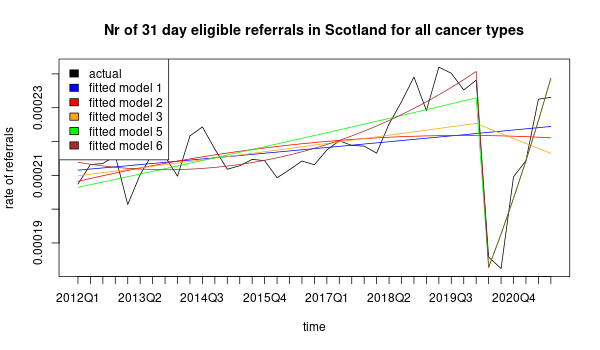 Nr of 31 day eligible referrals in Scotland for all cancer types
actual
fitted model 1
fitted model 2
fitted model 3
fitted model 5
fitted model 6
rate of referrals
0.00023
0.00021
0.00019
2012Q1 2013Q2 2014Q3 2015Q4 2017Q1 2018Q2 2019Q3 2020Q4
time